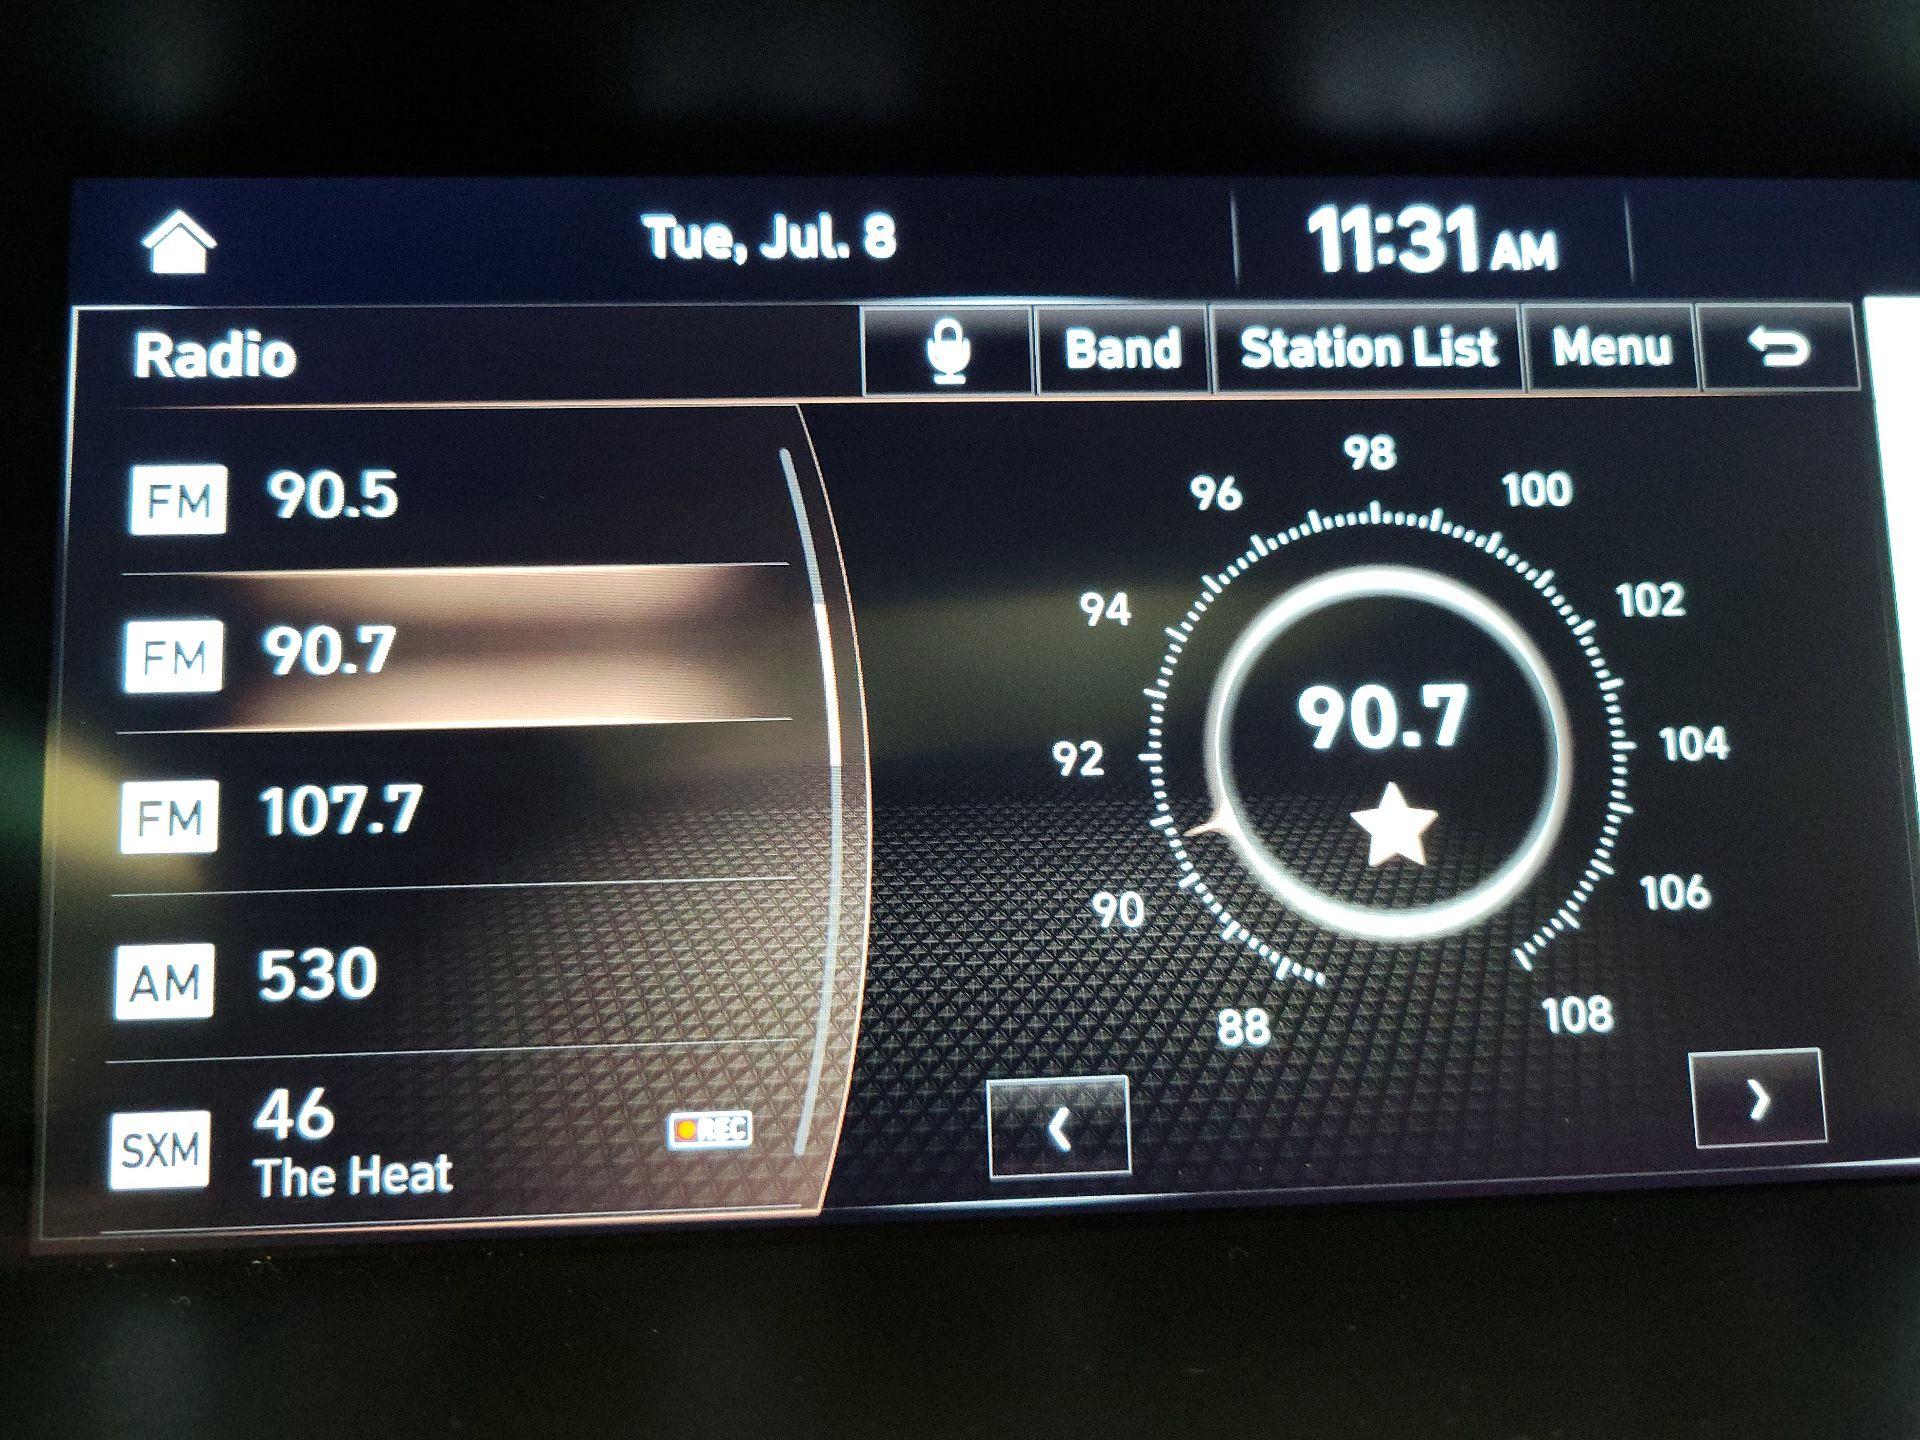 Tue, Jul. 8
11:31 AM
Radio
Band
Station List
Menu
FM 90.5
FM 90.7
FM 107.7
AM 530
SXM 46
The Heat
REC
98
96
100
94
102
90.7
92
104
90
106
88
108